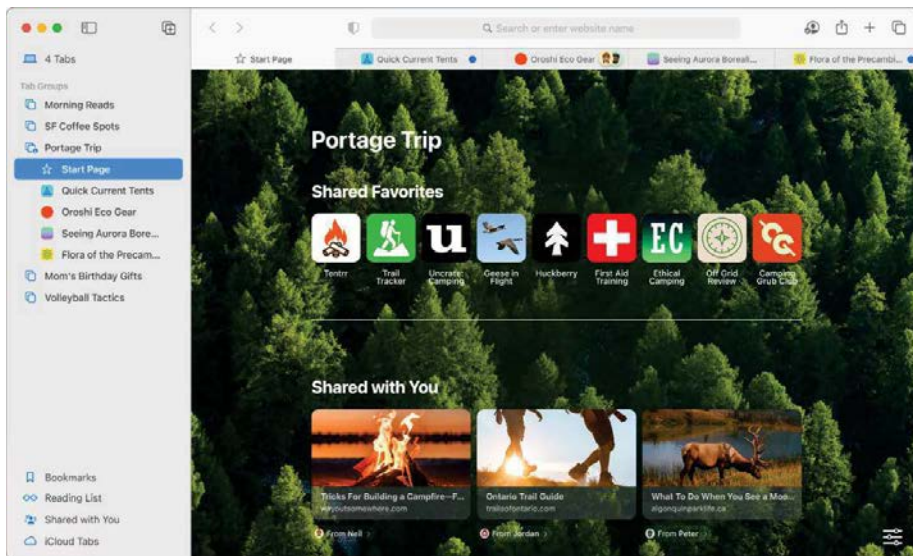 Search or enter website name
4 Tabs
Start Page
Quick Current Tents
Oroshi Eco Gear
Seeing Aurora Boreali...
Flora of the Precambi...
Tab Groups
Morning Reads
SF Coffee Spots
Portage Trip
Start Page
Quick Current Tents
Oroshi Eco Gear
Seeing Aurora Bore...
Flora of the Precam...
Mom's Birthday Gifts
Volleyball Tactics
Bookmarks
Reading List
Shared with You
iCloud Tabs
Portage Trip
Shared Favorites
u
EC
Tentrr
Trail Tracker
Uncrate: Camping
Geese in Flight
Huckberry
First Aid Training
Ethical Camping
Off Grid Review
Camping Grub Club
Shared with You
Tricks For Building a Campfire—F...
wayoutsomewhere.com
From Neil
Ontario Trail Guide
trailsofontario.com
From Jordan
What To Do When You See a Moo...
algonquinparklife.ca
From Peter